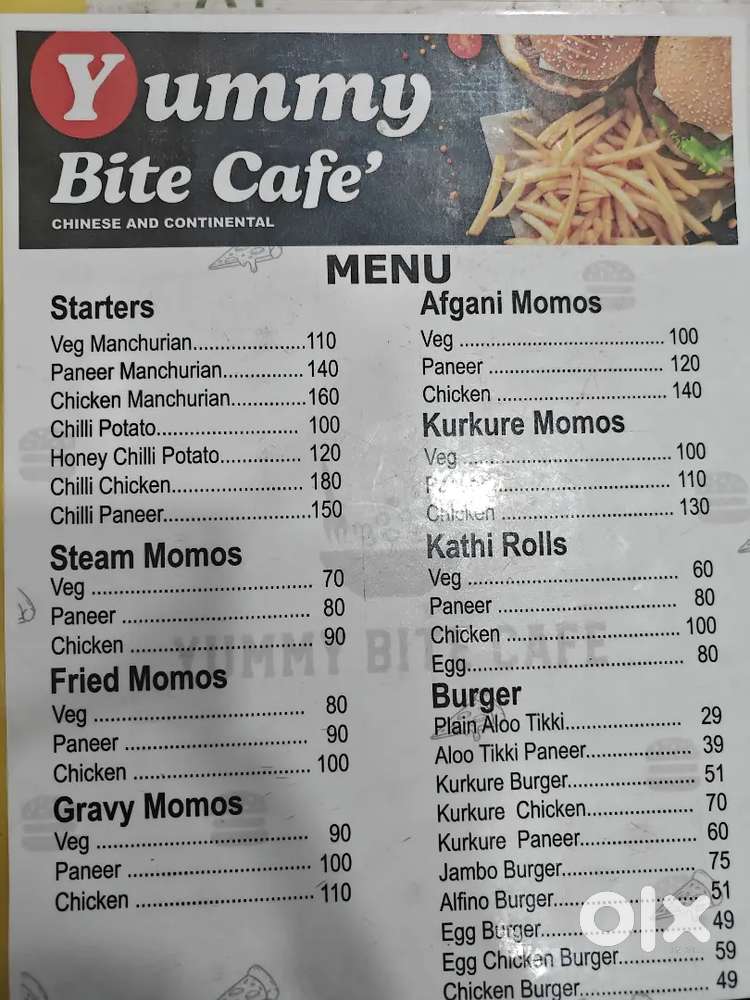 Yummy
Bite Cafe’
CHINESE AND CONTINENTAL
MENU
Starters
Veg Manchurian.....................110
Paneer Manchurian............... 140
Chicken Manchurian..............160
Chilli Potato.......................... 100
Honey Chilli Potato............... 120
Chilli Chicken........................ 180
Chilli Paneer...........................150
Steam Momos
Veg ......................................... 70
Paneer ................................... 80
Chicken .................................. 90
Fried Momos
Veg ....................................... 80
Paneer .................................. 90
Chicken ................................. 100
Gravy Momos
Veg ....................................... 90
Paneer .................................. 100
Chicken ................................. 110
Afgani Momos
Veg ...................................... 100
Paneer ................................ 120
Chicken ............................... 140
Kurkure Momos
Veg ...................................... 100
............................... 110
Chicken ............................... 130
Kathi Rolls
Veg ...................................... 60
Paneer ................................. 80
Chicken ................................ 100
Egg....................................... 80
Burger
Plain Aloo Tikki..................... 29
Aloo Tikki Paneer................... 39
Kurkure Burger....................... 51
Kurkure Chicken................... 70
Kurkure Paneer.................... 60
Jambo Burger........................ 75
Alfino Burger..........................51
Egg Burger............................ 49
Egg Chicken Burger............... 59
Chicken Burger....................... 49
YUMMY BITE CAFE
olx